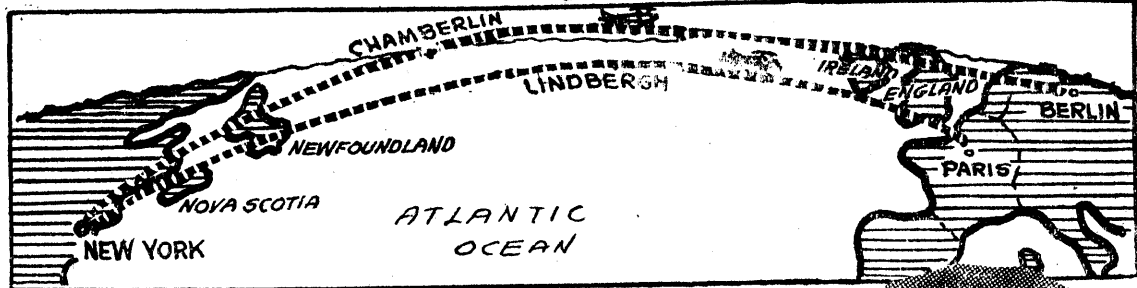 CHAMBERLIN
LINDBERGH
IRELAND
ENGLAND
BERLIN
NEWFOUNDLAND
PARIS
NOVA SCOTIA
ATLANTIC
OCEAN
NEW YORK